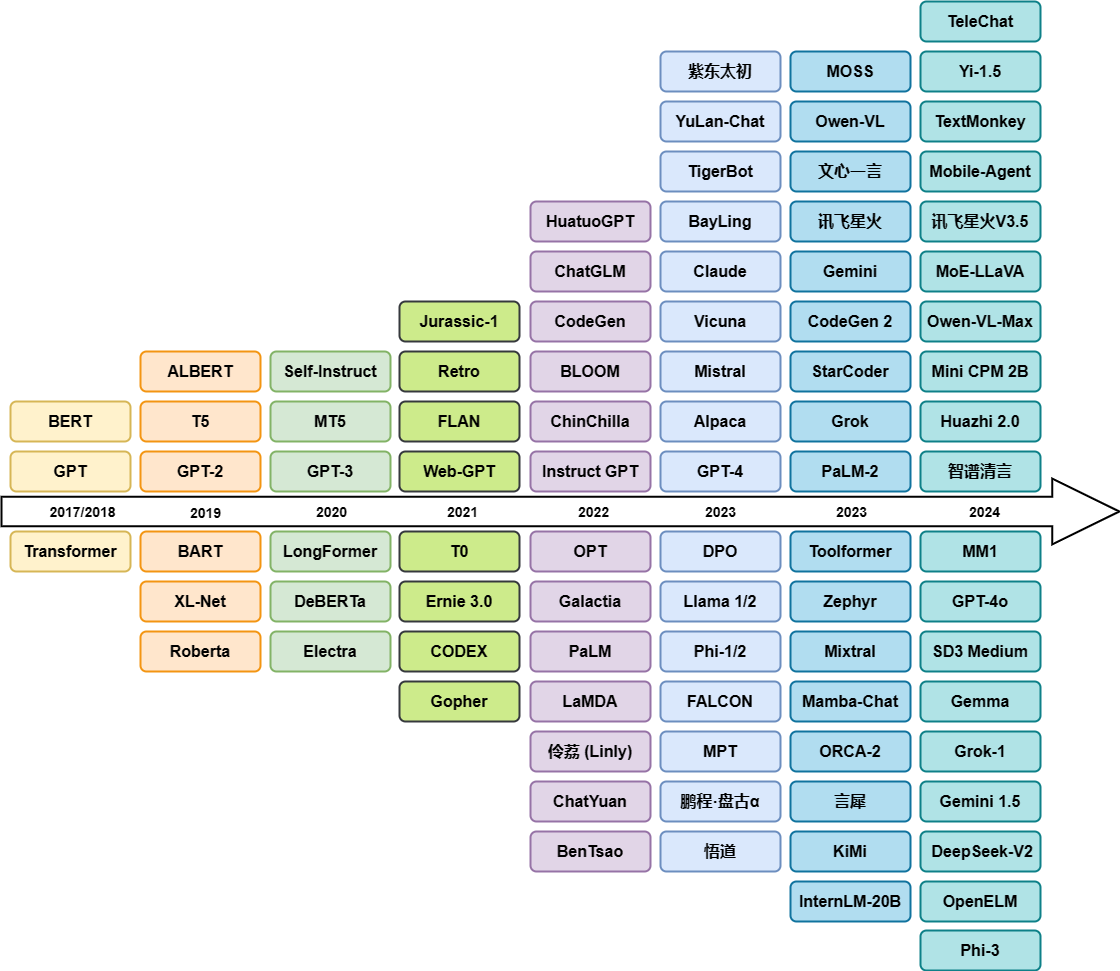 TeleChat
紫东太初
MOSS
Yi-1.5
YuLan-Chat
Owen-VL
TextMonkey
TigerBot
文心一言
Mobile-Agent
HuatuoGPT
BayLing
讯飞星火
讯飞星火V3.5
ChatGLM
Claude
Gemini
MoE-LLaVA
Jurassic-1
CodeGen
Vicuna
CodeGen 2
Owen-VL-Max
ALBERT
Self-Instruct
Retro
BLOOM
Mistral
StarCoder
Mini CPM 2B
BERT
T5
MT5
FLAN
ChinChilla
Alpaca
Grok
Huazhi 2.0
GPT
GPT-2
GPT-3
Web-GPT
Instruct GPT
GPT-4
PaLM-2
智谱清言
2017/2018
2019
2020
2021
2022
2023
2023
2024
Transformer
BART
LongFormer
T0
OPT
DPO
Toolformer
MM1
XL-Net
DeBERTa
Ernie 3.0
Galactia
Llama 1/2
Zephyr
GPT-4o
Roberta
Electra
CODEX
PaLM
Phi-1/2
Mixtral
SD3 Medium
Gopher
LaMDA
FALCON
Mamba-Chat
Gemma
伶荔 (Linly)
MPT
ORCA-2
Grok-1
ChatYuan
鹏程·盘古α
言犀
Gemini 1.5
BenTsao
悟道
KiMi
DeepSeek-V2
InternLM-20B
OpenELM
Phi-3